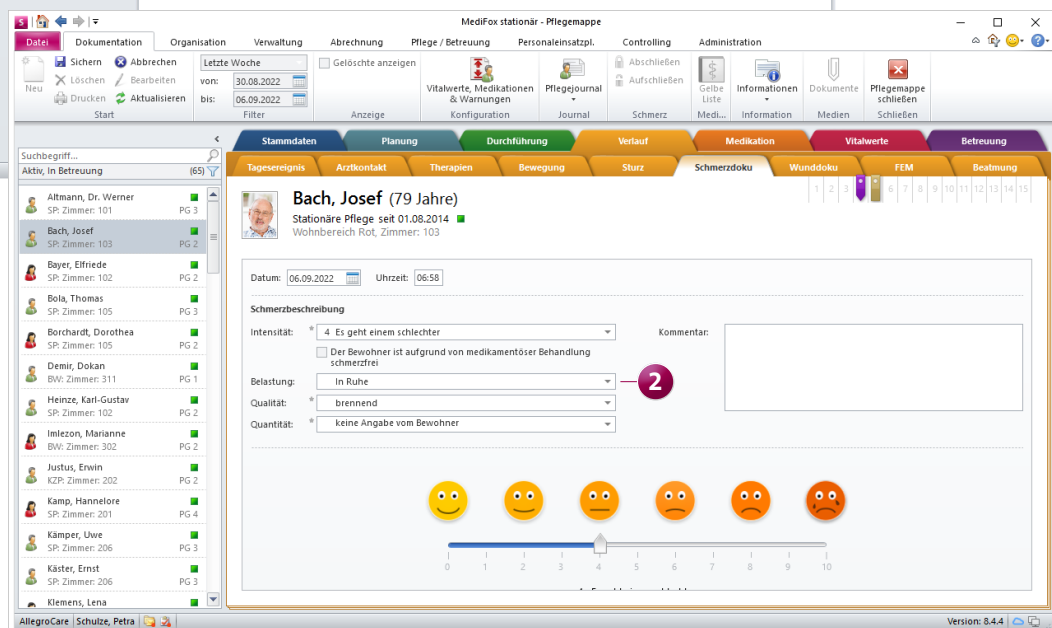 MediFox stationär - Pflegemappe
Datei Dokumentation Organisation Verwaltung Abrechnung Pflege / Betreuung Personaleinsatzpl. Controlling Administration
Neu
Sichern Abbrechen
Löschen Bearbeiten
Drucken Aktualisieren
Start
Letzte Woche
von: 30.08.2022
bis: 06.09.2022
Filter
Gelöschte anzeigen
Anzeige
Vitalwerte, Medikationen
& Warnungen
Konfiguration
Pflegejournal
Journal
Abschließen
Aufschließen
Schmerz
Gelbe
Liste
Medi...
Informationen
Information
Dokumente
Medien
Pflegemappe
schließen
Schließen
Suchbegriff...
Aktiv, In Betreuung (65)
Altmann, Dr. Werner
SP: Zimmer: 101 PG 3
Bach, Josef
SP: Zimmer: 103 PG 2
Bayer, Elfriede
SP: Zimmer: 102 PG 2
Bola, Thomas
SP: Zimmer: 105 PG 3
Borchardt, Dorothea
SP: Zimmer: 105 PG 2
Demir, Dokan
BW: Zimmer: 311 PG 1
Heinze, Karl-Gustav
SP: Zimmer: 102 PG 2
Imlezon, Marianne
BW: Zimmer: 302 PG 2
Justus, Erwin
KZP: Zimmer: 202 PG 2
Kamp, Hannelore
SP: Zimmer: 201 PG 4
Kämper, Uwe
SP: Zimmer: 206 PG 3
Käster, Ernst
SP: Zimmer: 206 PG 3
Klemens, Lena
Stammdaten Planung Durchführung Verlauf Medikation Vitalwerte Betreuung
Tagesereignis Arztkontakt Therapien Bewegung Sturz Schmerzdoku Wunddoku FEM Beatmung
1 2 3 6 7 8 9 10 11 12 13 14 15
Bach, Josef (79 Jahre)
Stationäre Pflege seit 01.08.2014
Wohnbereich Rot, Zimmer: 103
Datum: 06.09.2022 Uhrzeit: 06:58
Schmerzbeschreibung
Intensität: * 4 Es geht einem schlechter Kommentar:
Der Bewohner ist aufgrund von medikamentöser Behandlung
schmerzfrei
Belastung: In Ruhe 2
Qualität: * brennend
Quantität: * keine Angabe vom Bewohner
0 1 2 3 4 5 6 7 8 9 10
AllegroCare Schulze, Petra Version: 8.4.4